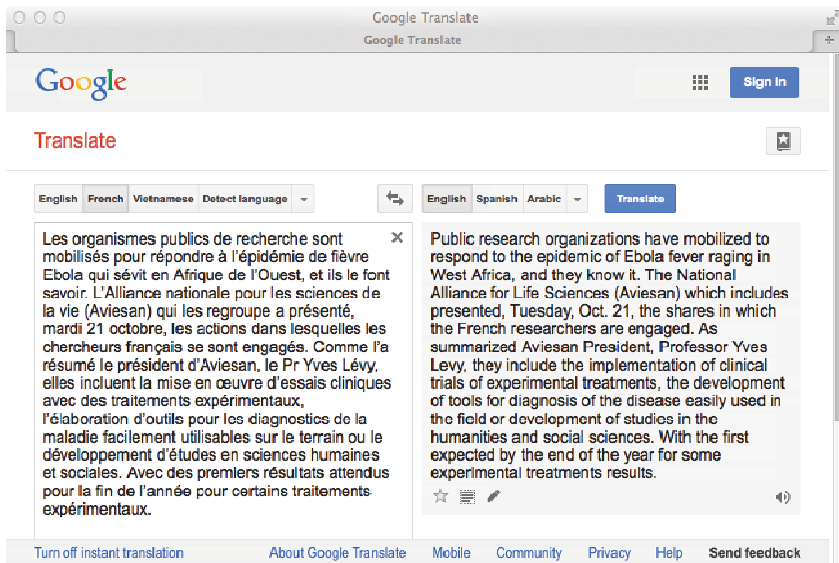 Google Translate
Google Translate
Google
Sign in
Translate
English French Vietnamese Detect language
English Spanish Arabic Translate
Les organismes publics de recherche sont
mobilisés pour répondre à l'épidémie de fièvre
Ebola qui sévit en Afrique de l'Ouest, et ils le font
savoir. L'Alliance nationale pour les sciences de
la vie (Aviesan) qui les regroupe a présenté,
mardi 21 octobre, les actions dans lesquelles les
chercheurs français se sont engagés. Comme l'a
résumé le président d'Aviesan, le Pr Yves Lévy,
elles incluent la mise en œuvre d'essais cliniques
avec des traitements expérimentaux,
l'élaboration d'outils pour les diagnostics de la
maladie facilement utilisables sur le terrain ou le
développement d'études en sciences humaines
et sociales. Avec des premiers résultats attendus
pour la fin de l'année pour certains traitements
expérimentaux.
Public research organizations have mobilized to
respond to the epidemic of Ebola fever raging in
West Africa, and they know it. The National
Alliance for Life Sciences (Aviesan) which includes
presented, Tuesday, Oct. 21, the shares in which
the French researchers are engaged. As
summarized Aviesan President, Professor Yves
Levy, they include the implementation of clinical
trials of experimental treatments, the development
of tools for diagnosis of the disease easily used in
the field or development of studies in the
humanities and social sciences. With the first
expected by the end of the year for some
experimental treatments results.
Turn off instant translation About Google Translate Mobile Community Privacy Help Send feedback